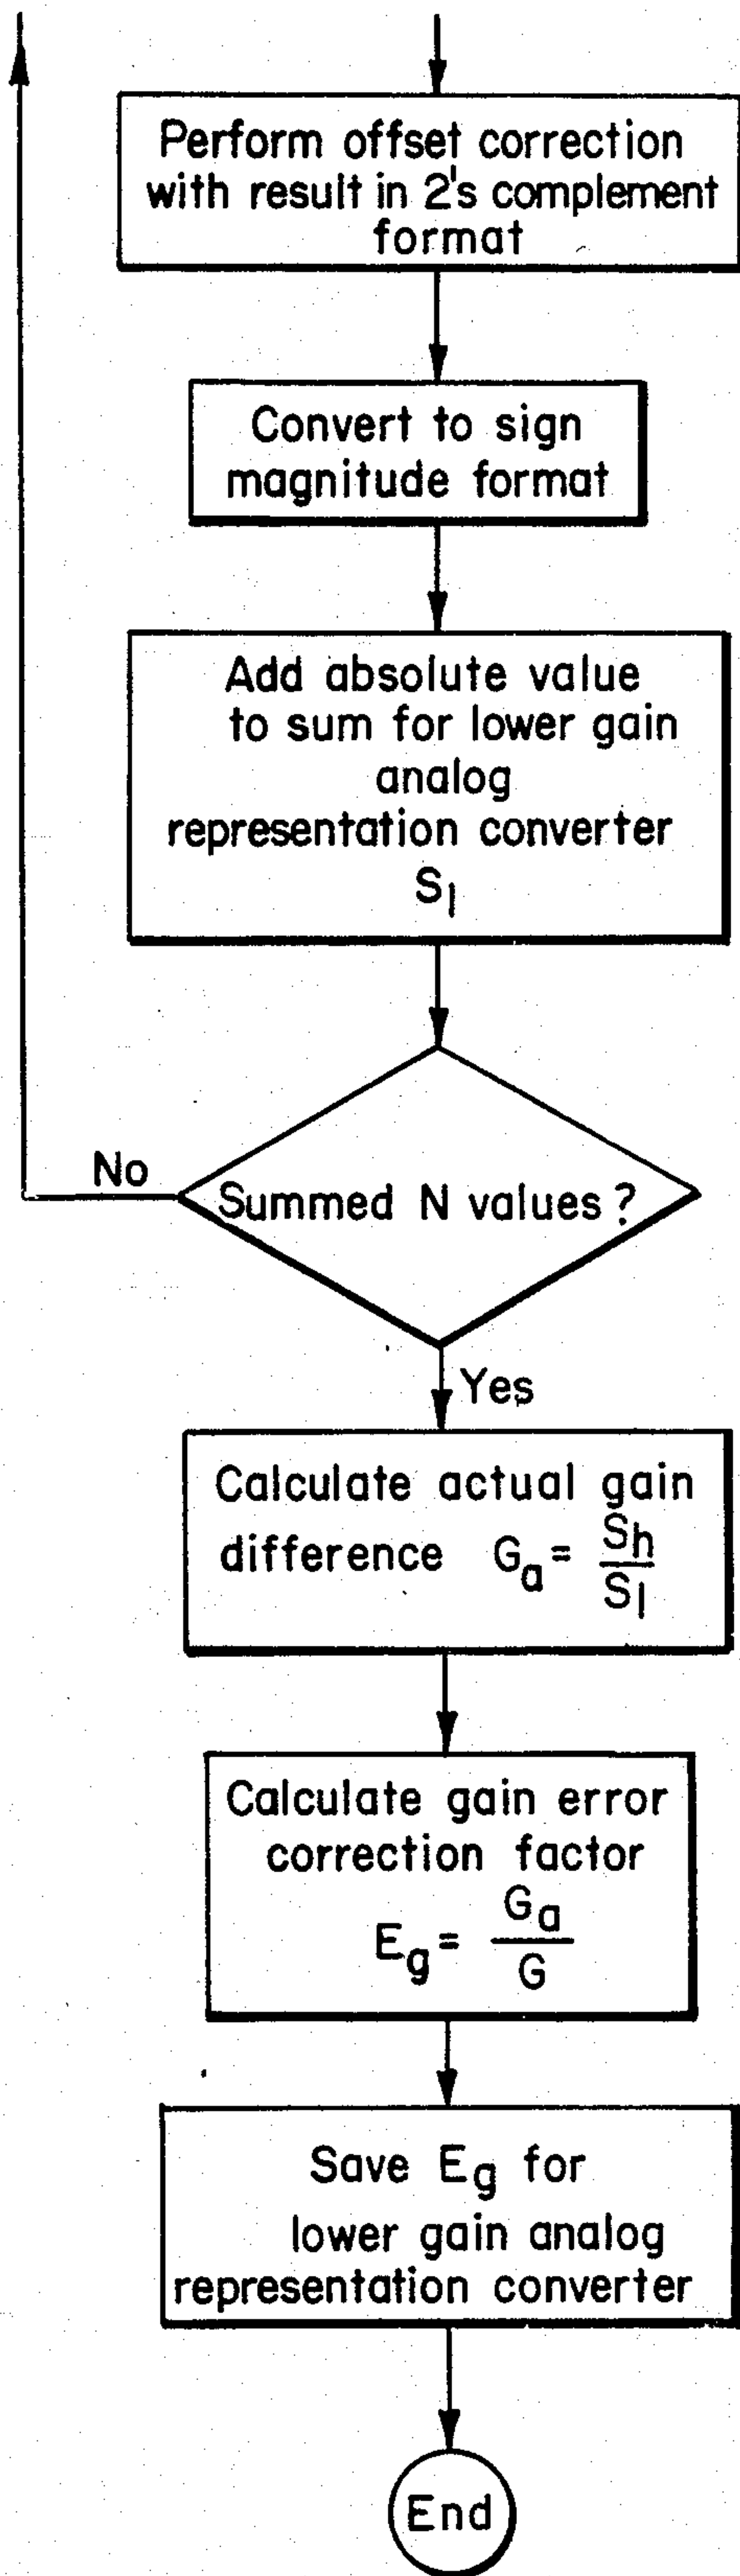 Perform offset correction
with result in 2's complement
format
Convert to sign
magnitude format
Add absolute value
to sum for lower gain
analog
representation converter
Sl
No
Summed N values?
Yes
Calculate actual gain
difference Ga = Sh/Sl
Calculate gain error
correction factor
Eg = Ga/G
Save Eg for
lower gain analog
representation converter
End